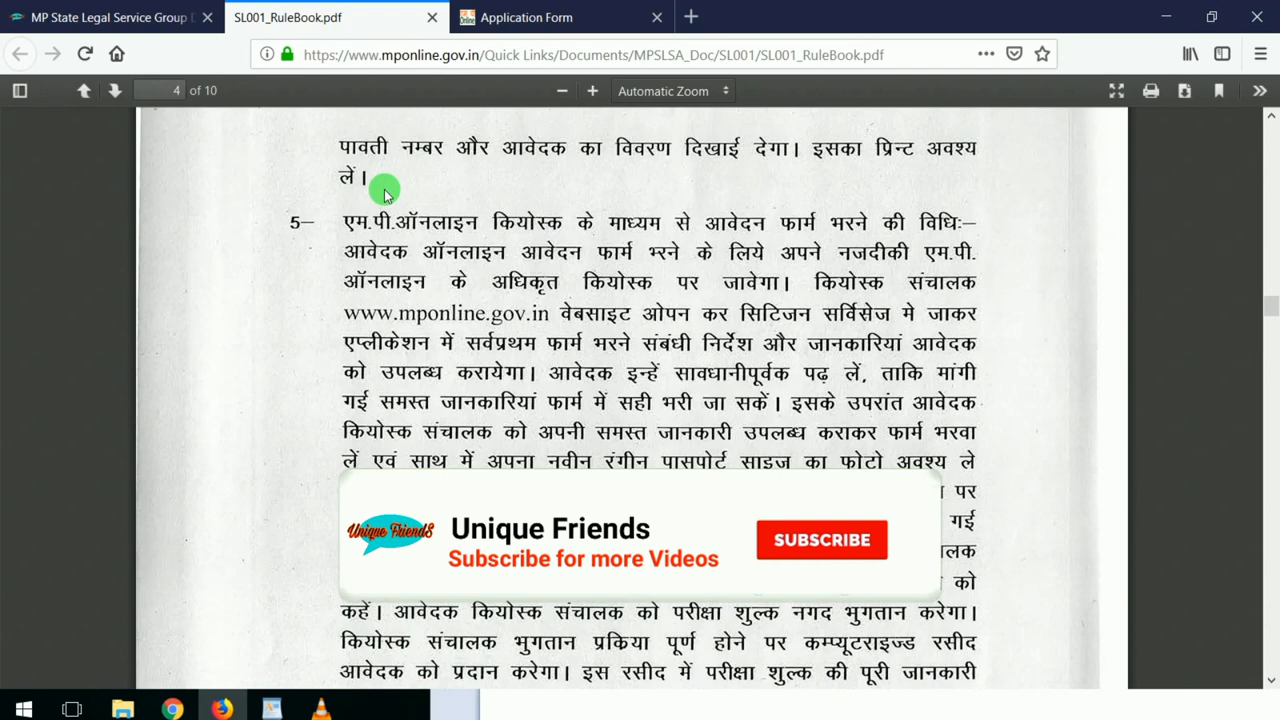 MP State Legal Service Group
SL001_RuleBook.pdf
Application Form
https://www.mponline.gov.in/Quick Links/Documents/MPSLSA_Doc/SL001/SL001_RuleBook.pdf
4 of 10
Automatic Zoom
पावती नम्बर और आवेदक का विवरण दिखाई देगा। इसका प्रिन्ट अवश्य
लें।
5– एम.पी.ऑनलाइन कियोस्क के माध्यम से आवेदन फार्म भरने की विधिः–
आवेदक ऑनलाइन आवेदन फार्म भ्रने के लिये अपने नजदीकी एम.पी.
ऑनलाइन के अधिकृत कियोस्क पर जावेगा। कियोस्क संचालक
www.mponline.gov.in वेबसाइट ओपन कर सिटिजन सर्विसेज मे जाकर
एप्लीकेशन में सर्वप्रथम फार्म भरने संबंधी निर्देश और जानकारियां आवेदक
को उपलब्ध करायेगा। आवेदक इन्हें सावधानीपूर्वक पढ़ लें, ताकि मांगी
गई समस्त जानकारियां फार्म में सही भरी जा सकें। इसके उपरांत आवेदक
कियोस्क संचालक को अपनी समस्त जानकारी उपलब्ध कराकर फार्म भरवा
लें एवं साथ में अपना नवीन रंगीन पासपोर्ट साइज का फोटो अवश्य ले
पर
गई
को
Unique FriendS
Unique Friends
Subscribe for more Videos
SUBSCRIBE
कहें। आवेदक कियोस्क संचालक को परीक्षा शुल्क नगद भुगतान करेगा।
कियोस्क संचालक भुगतान प्रकिया पूर्ण होने पर कम्प्यूटराइज्ड रसीद
आवेदक को प्रदान करेगा। इस रसीद में परीक्षा शुल्क की पूरी जानकारी